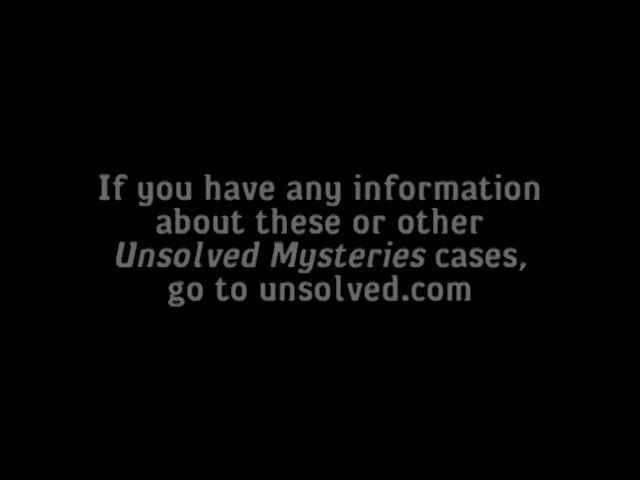 If you have any information
about these or other
Unsolved Mysteries cases,
go to unsolved.com